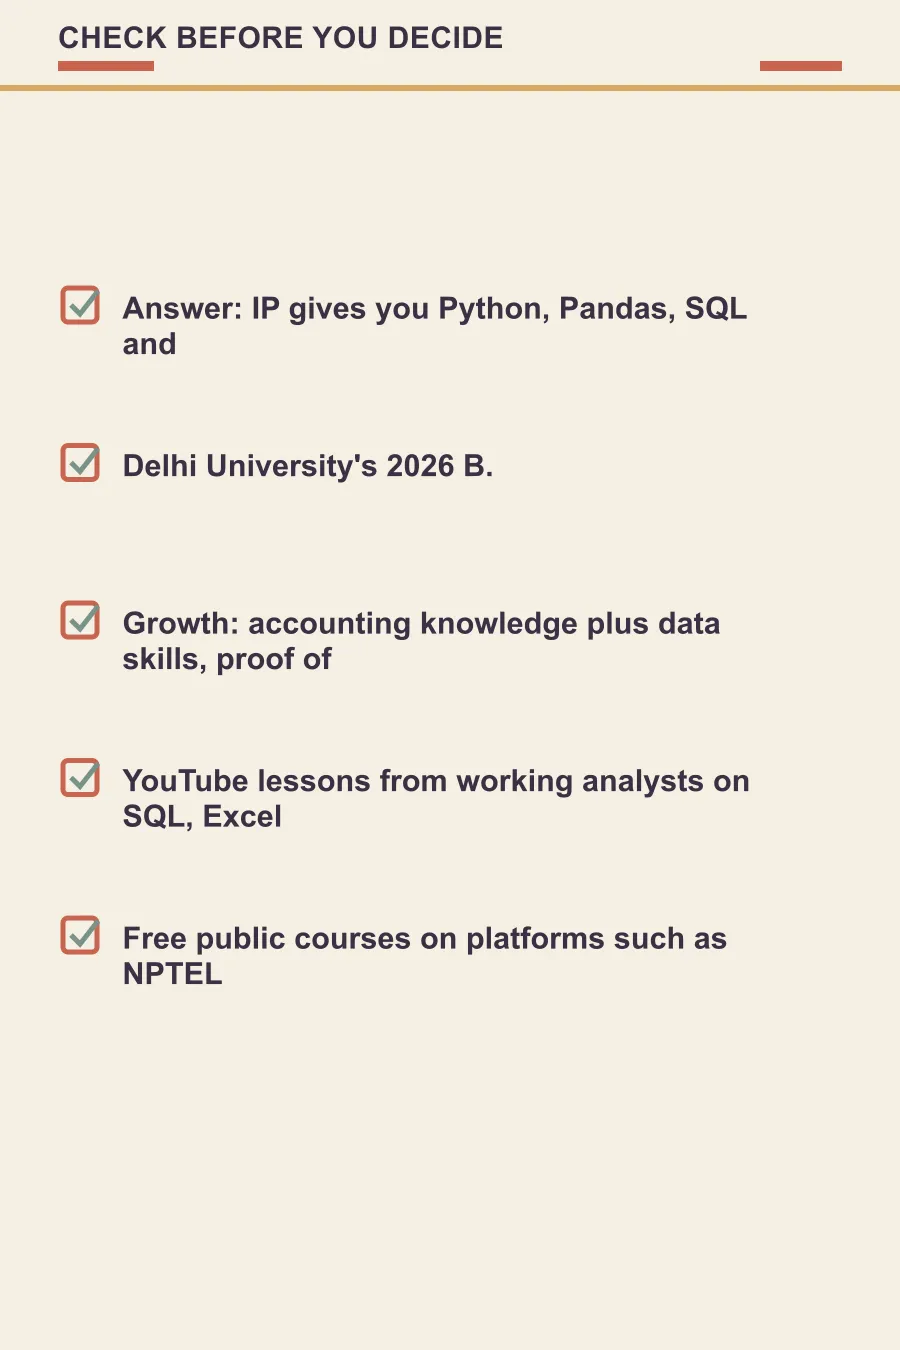 CHECK BEFORE YOU DECIDE
Answer: IP gives you Python, Pandas, SQL
and
Delhi University's 2026 B.
Growth: accounting knowledge plus data
skills, proof of
YouTube lessons from working analysts on
SQL, Excel
Free public courses on platforms such as
NPTEL